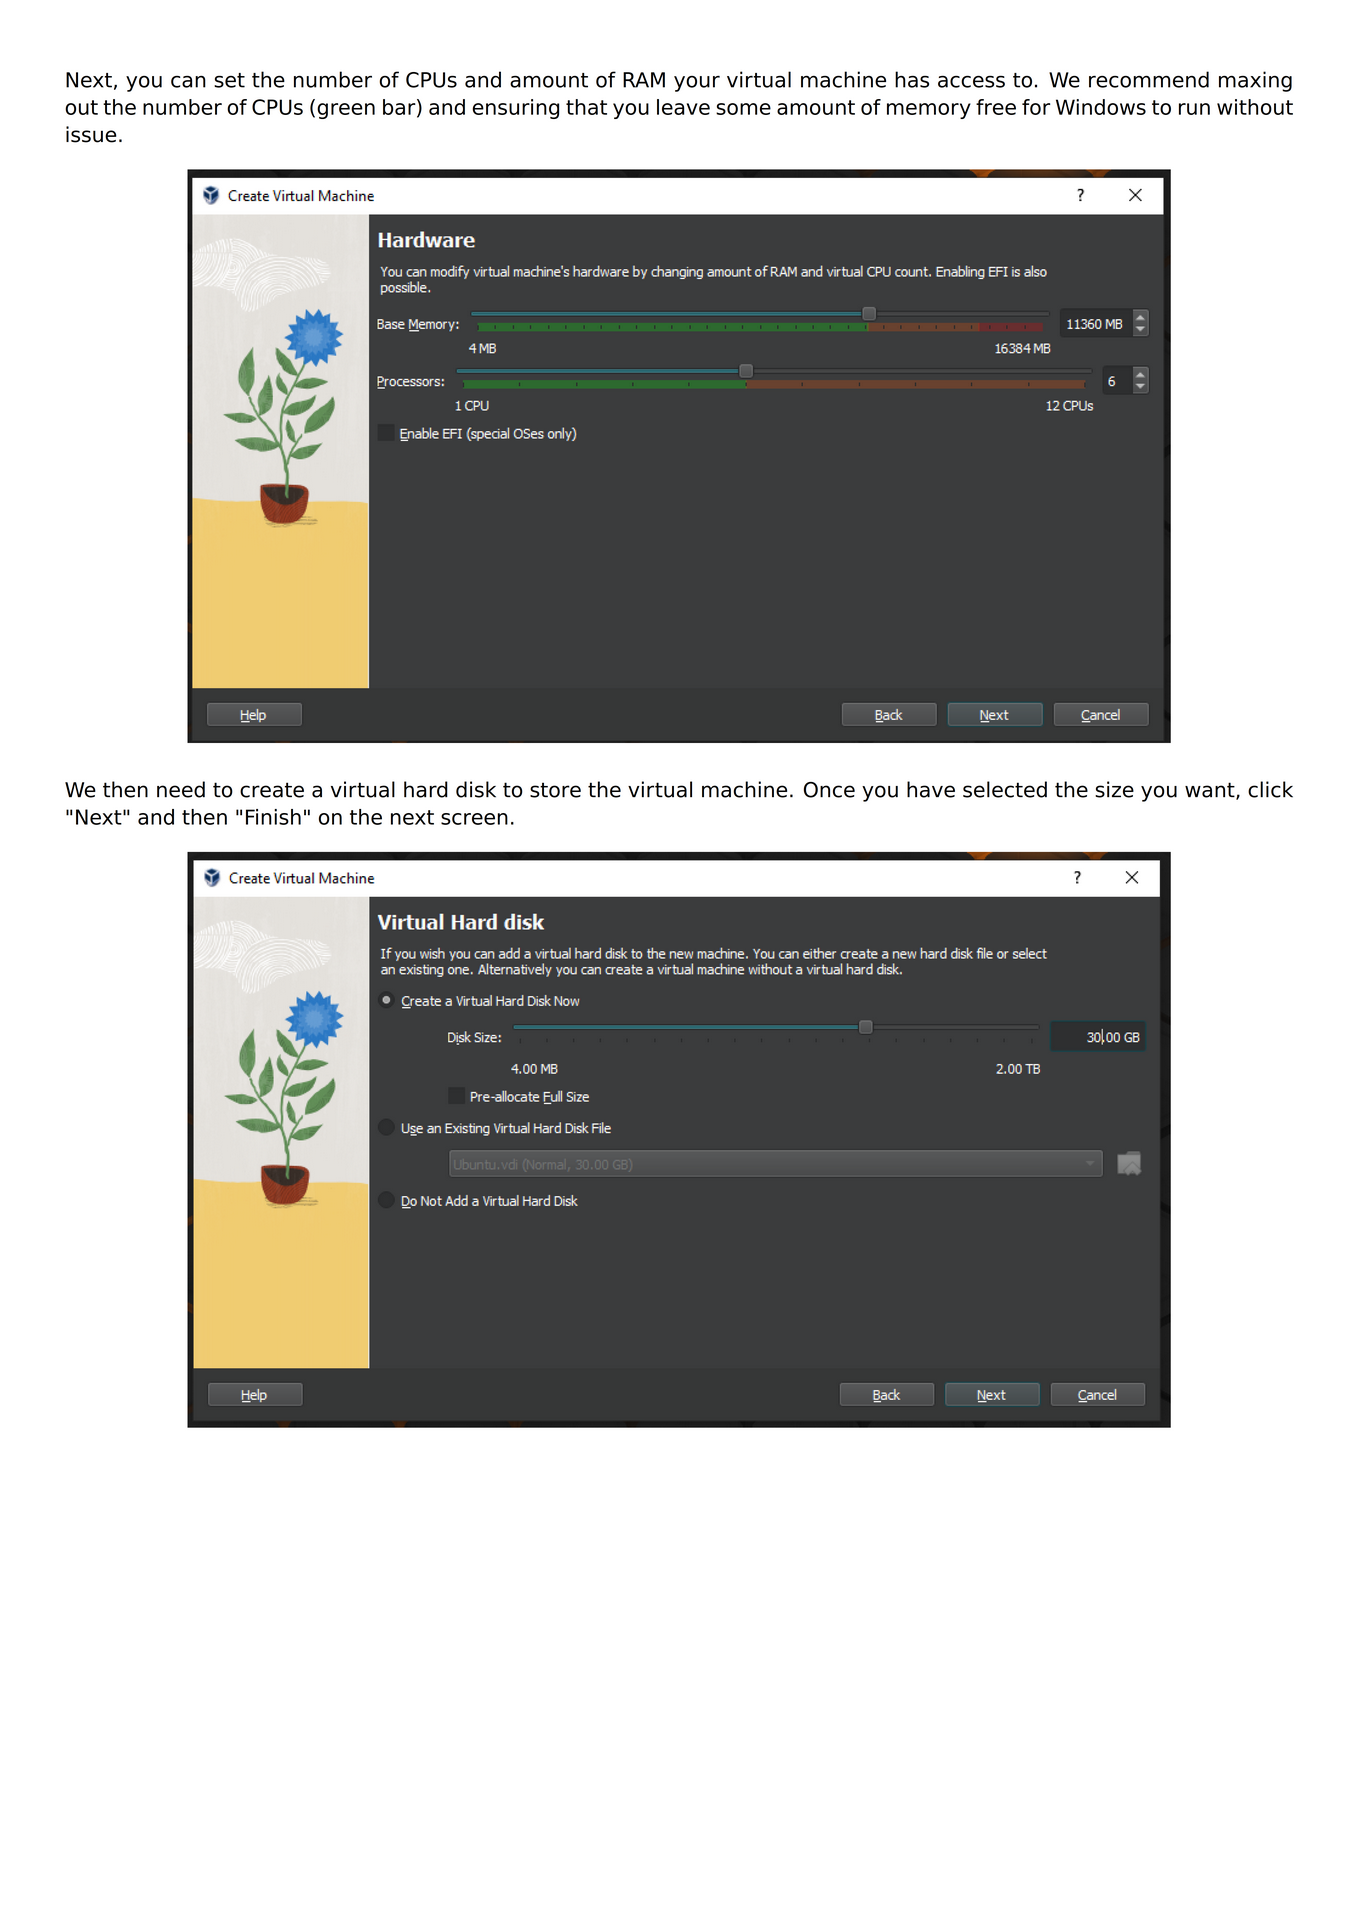 Next, you can set the number of CPUs and amount of RAM your virtual machine has access to. We recommend maxing
out the number of CPUs (green bar) and ensuring that you leave some amount of memory free for Windows to run without
issue.
Create Virtual Machine ?
Hardware
You can modify virtual machine's hardware by changing amount of RAM and virtual CPU count. Enabling EFI is also
possible.
Base Memory: 11360 MB
4 MB 16384 MB
Processors: 6
1 CPU 12 CPUs
Enable EFI (special OSes only)
Help Back Next Cancel
We then need to create a virtual hard disk to store the virtual machine. Once you have selected the size you want, click
"Next" and then "Finish" on the next screen.
Create Virtual Machine ?
Virtual Hard disk
If you wish you can add a virtual hard disk to the new machine. You can either create a new hard disk file or select
an existing one. Alternatively you can create a virtual machine without a virtual hard disk.
Create a Virtual Hard Disk Now
Disk Size: 30.00 GB
4.00 MB 2.00 TB
Pre-allocate Full Size
Use an Existing Virtual Hard Disk File
Ubuntu.vdi (Normal, 30.00 GB)
Do Not Add a Virtual Hard Disk
Help Back Next Cancel